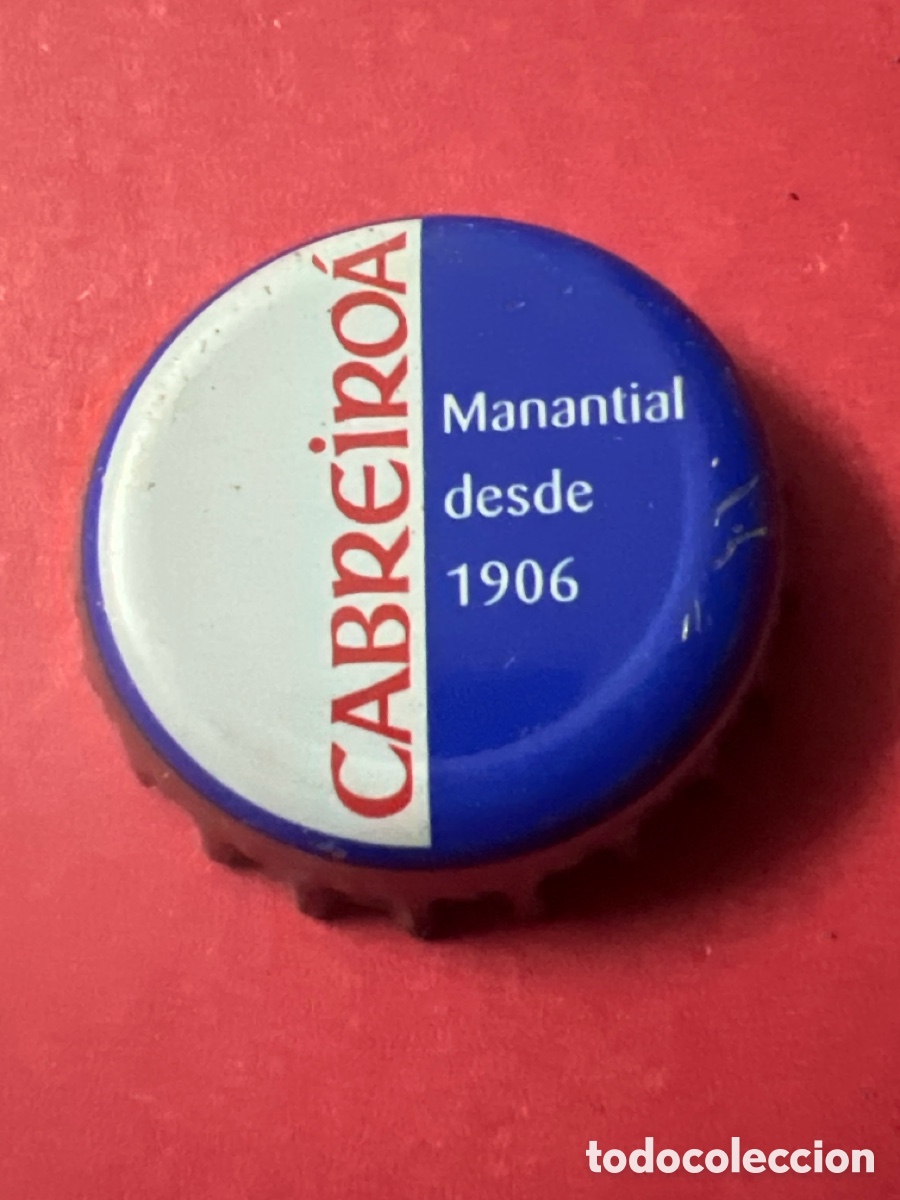 CABREIROÁ
Manantial
desde
1906
todocoleccion